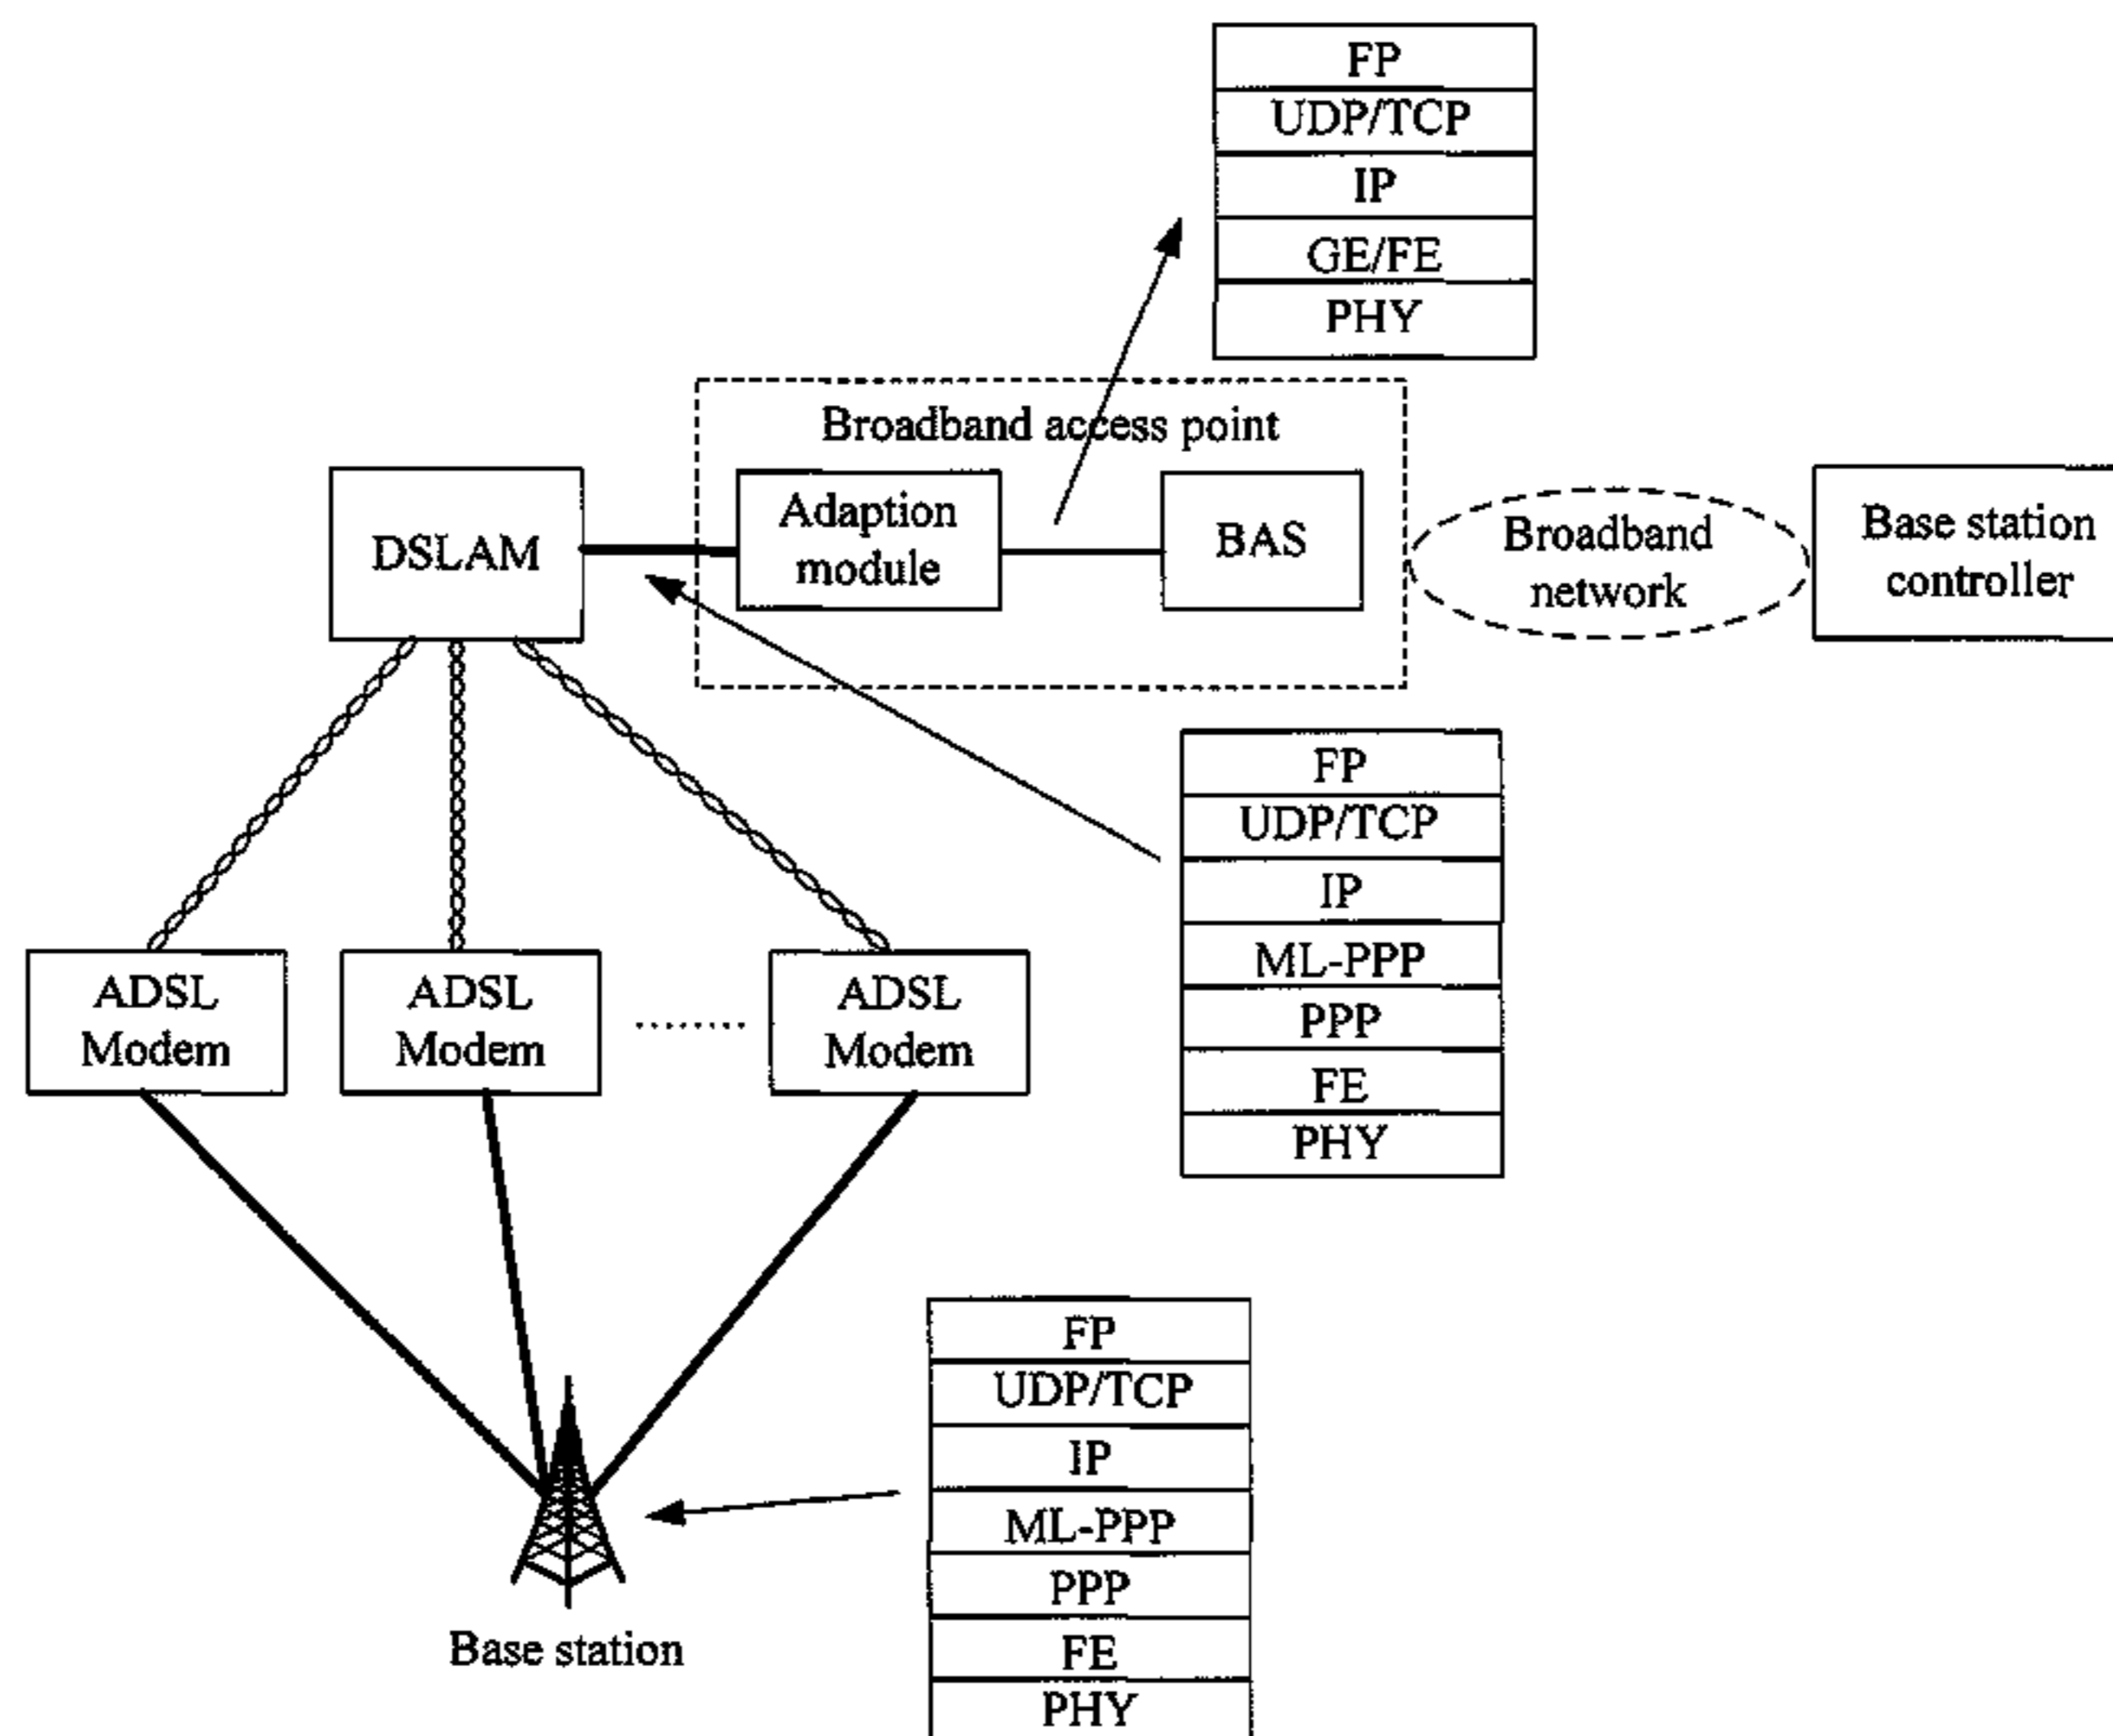 FP
UDP/TCP
IP
GE/FE
PHY
Broadband access point
DSLAM
Adaption
module
BAS
Broadband
network
Base station
controller
FP
UDP/TCP
IP
ML-PPP
PPP
FE
PHY
ADSL
Modem
ADSL
Modem
........
ADSL
Modem
FP
UDP/TCP
IP
ML-PPP
PPP
FE
PHY
Base station